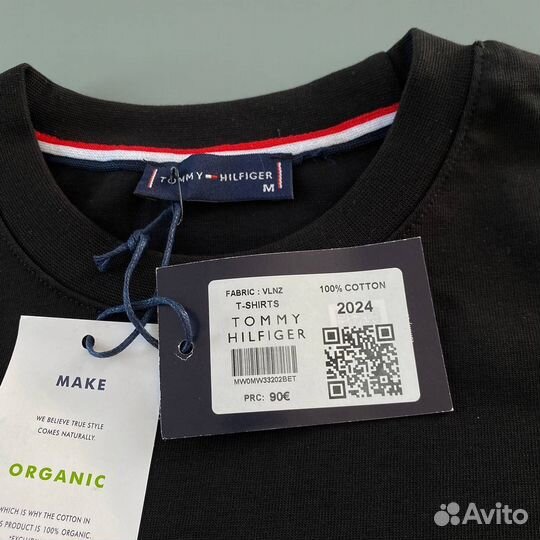 TOMMY HILFIGER
M
FABRIC : VLNZ
100% COTTON
T-SHIRTS
2024
TOMMY
HILFIGER
MW0MW33202BET
PRC: 90€
MAKE
WE BELIEVE TRUE STYLE
COMES NATURALLY.
ORGANIC
WHICH IS WHY THE COTTON IN
PRODUCT IS 100% ORGANIC.
Avito